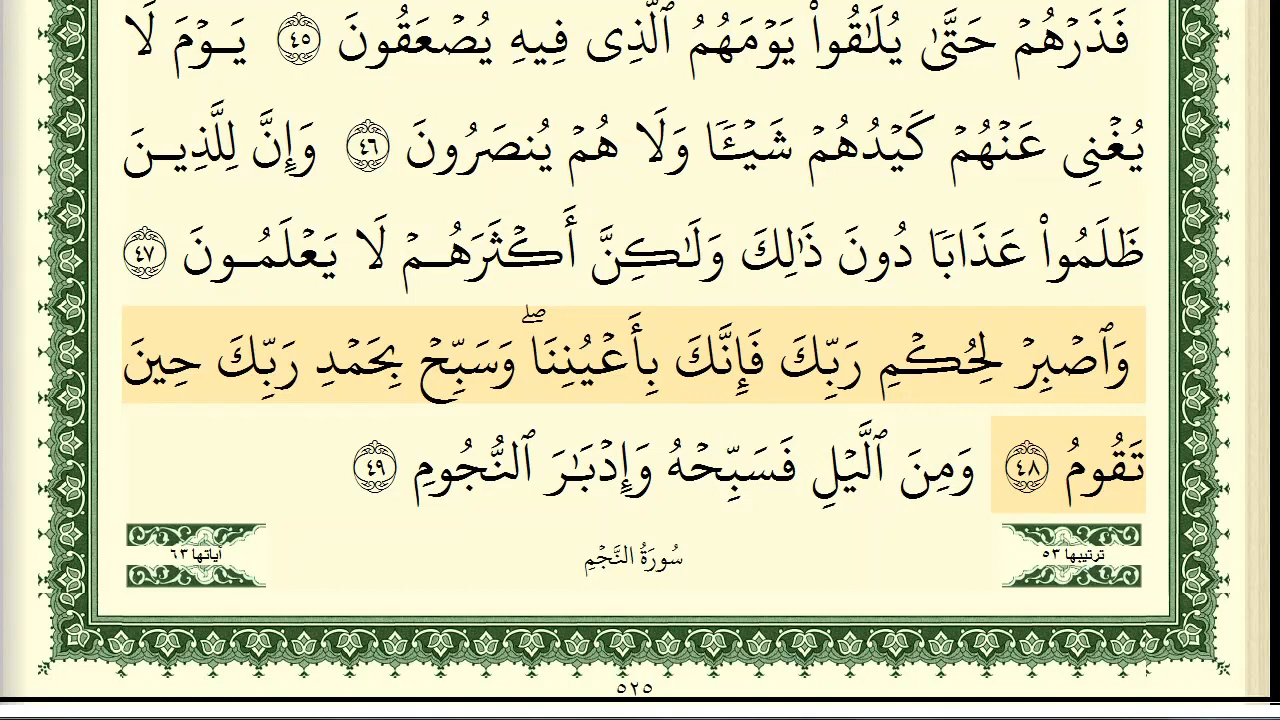 فَذَرْهُمْ حَتَّىٰ يُلَـٰقُوا۟ يَوْمَهُمُ ٱلَّذِى فِيهِ يُصْعَقُونَ ٤٥ يَوْمَ لَا
يُغْنِى عَنْهُمْ كَيْدُهُمْ شَيْـًٔا وَلَا هُمْ يُنصَرُونَ ٤٦ وَإِنَّ لِلَّذِينَ
ظَلَمُوا۟ عَذَابًا دُونَ ذَٰلِكَ وَلَـٰكِنَّ أَكْثَرَهُمْ لَا يَعْلَمُونَ ٤٧
وَٱصْبِرْ لِحُكْمِ رَبِّكَ فَإِنَّكَ بِأَعْيُنِنَا ۖ وَسَبِّحْ بِحَمْدِ رَبِّكَ حِينَ
تَقُومُ ٤٨ وَمِنَ ٱلَّيْلِ فَسَبِّحْهُ وَإِدْبَـٰرَ ٱلنُّجُومِ ٤٩
ترتيبها ٥٣ سُورَةُ النَّجْمِ آياتها ٦٣
٥٢٥